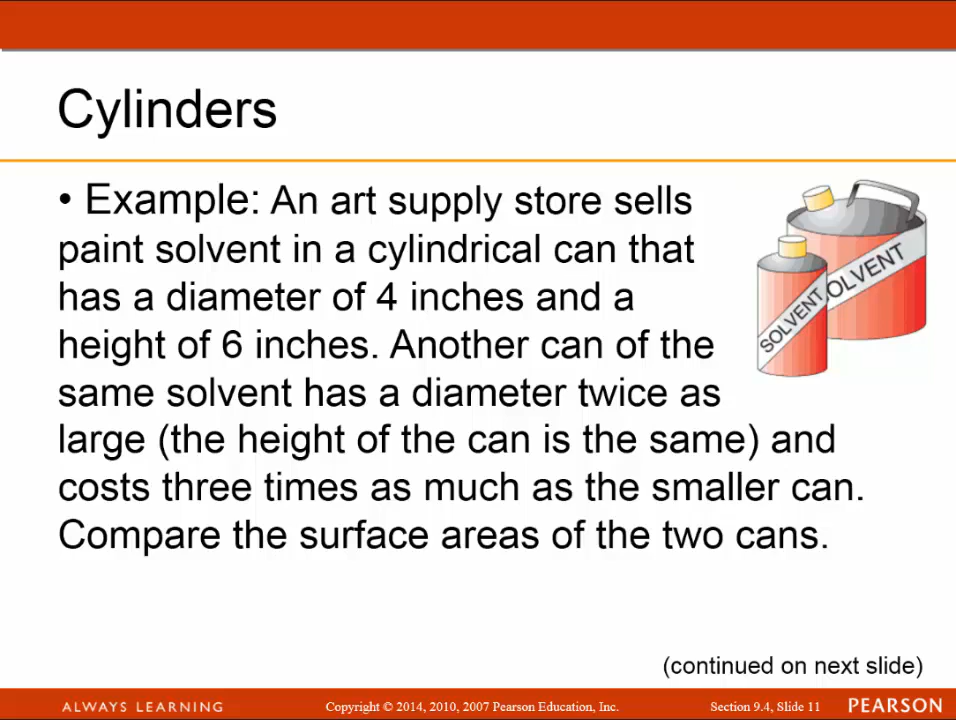 Cylinders
• Example: An art supply store sells
paint solvent in a cylindrical can that
has a diameter of 4 inches and a
height of 6 inches. Another can of the
same solvent has a diameter twice as
large (the height of the can is the same) and
costs three times as much as the smaller can.
Compare the surface areas of the two cans.
SOLVENT
OLVENT
(continued on next slide)
ALWAYS LEARNING
Copyright © 2014, 2010, 2007 Pearson Education, Inc.
Section 9.4, Slide 11
PEARSON